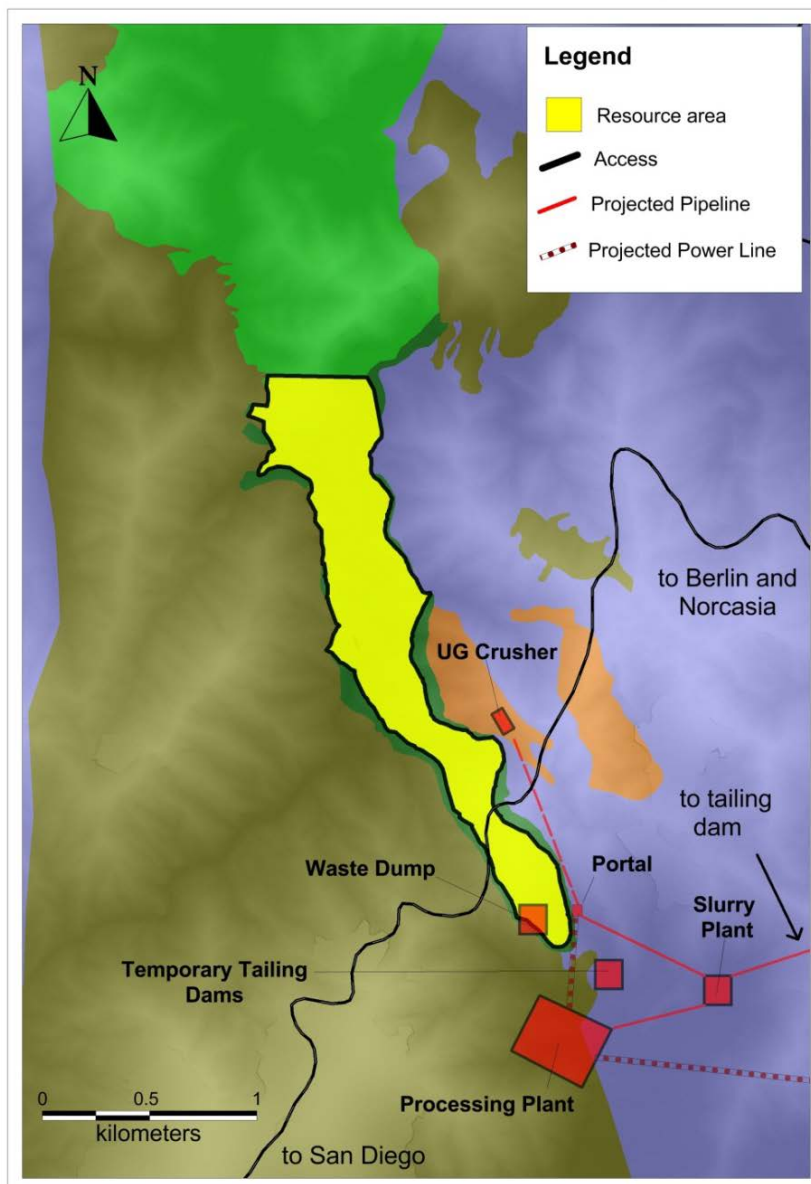 Legend
Resource area
Access
Projected Pipeline
Projected Power Line
N
to Berlin and
Norcasia
UG Crusher
to tailing
dam
Waste Dump
Portal
Slurry
Plant
Temporary Tailing
Dams
Processing Plant
0 0.5 1
kilometers
to San Diego